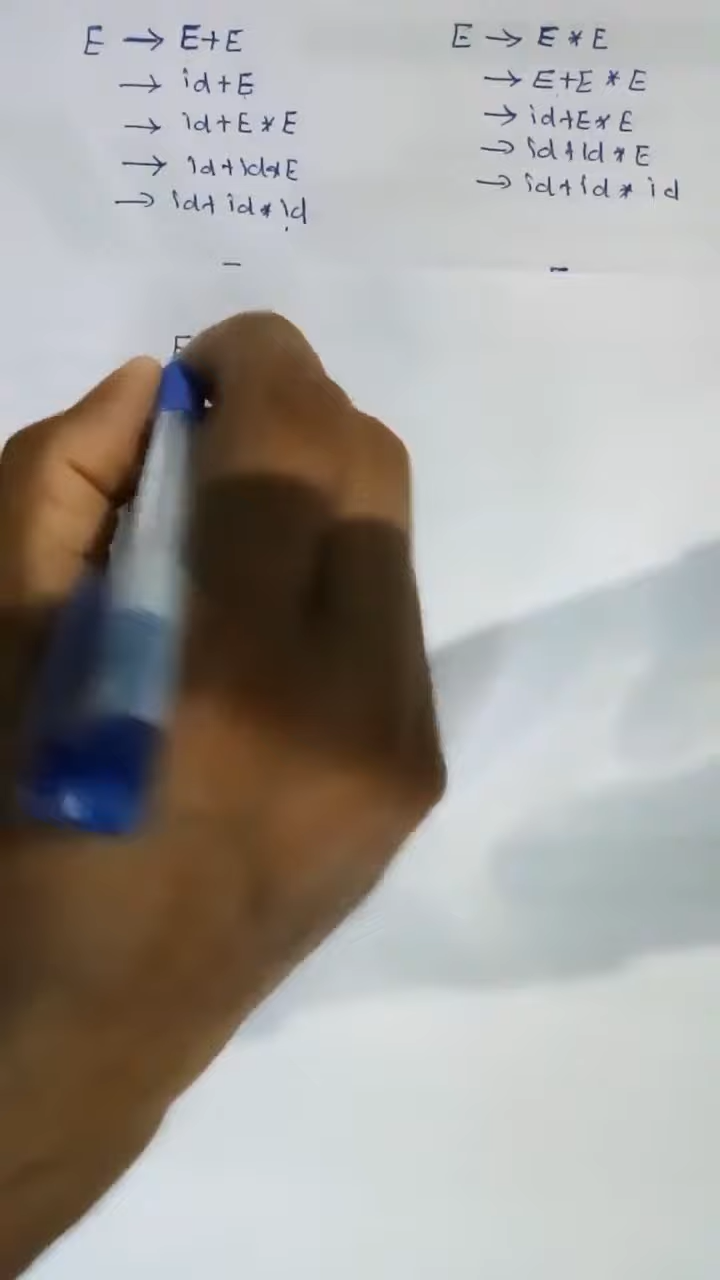 E → E+E
→ id+E
→ id+E*E
→ id+id*E
→ id+id*id
E → E*E
→ E+E*E
→ id+E*E
→ id+id*E
→ id+id*id
E